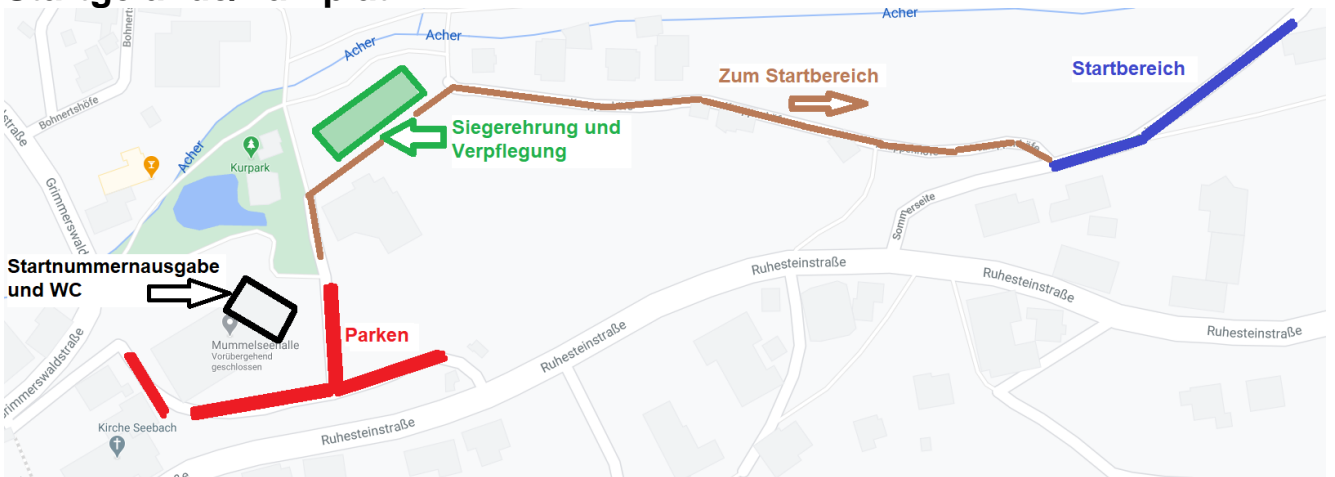 Acher
Bohnertshöfe
Acher
Acher
Startbereich
Zum Startbereich
Siegerehrung und
Verpflegung
Bohnertshöfe
Acher
Kurpark
Grimmerswald
Sommerseite
Startnummernausgabe
und WC
Ruhesteinstraße
Ruhesteinstraße
Parken
Mummelseehalle
Vorübergehend
geschlossen
Ruhesteinstraße
Ruhesteinstraße
Grimmerswaldstraße
Kirche Seebach
Ruhesteinstraße